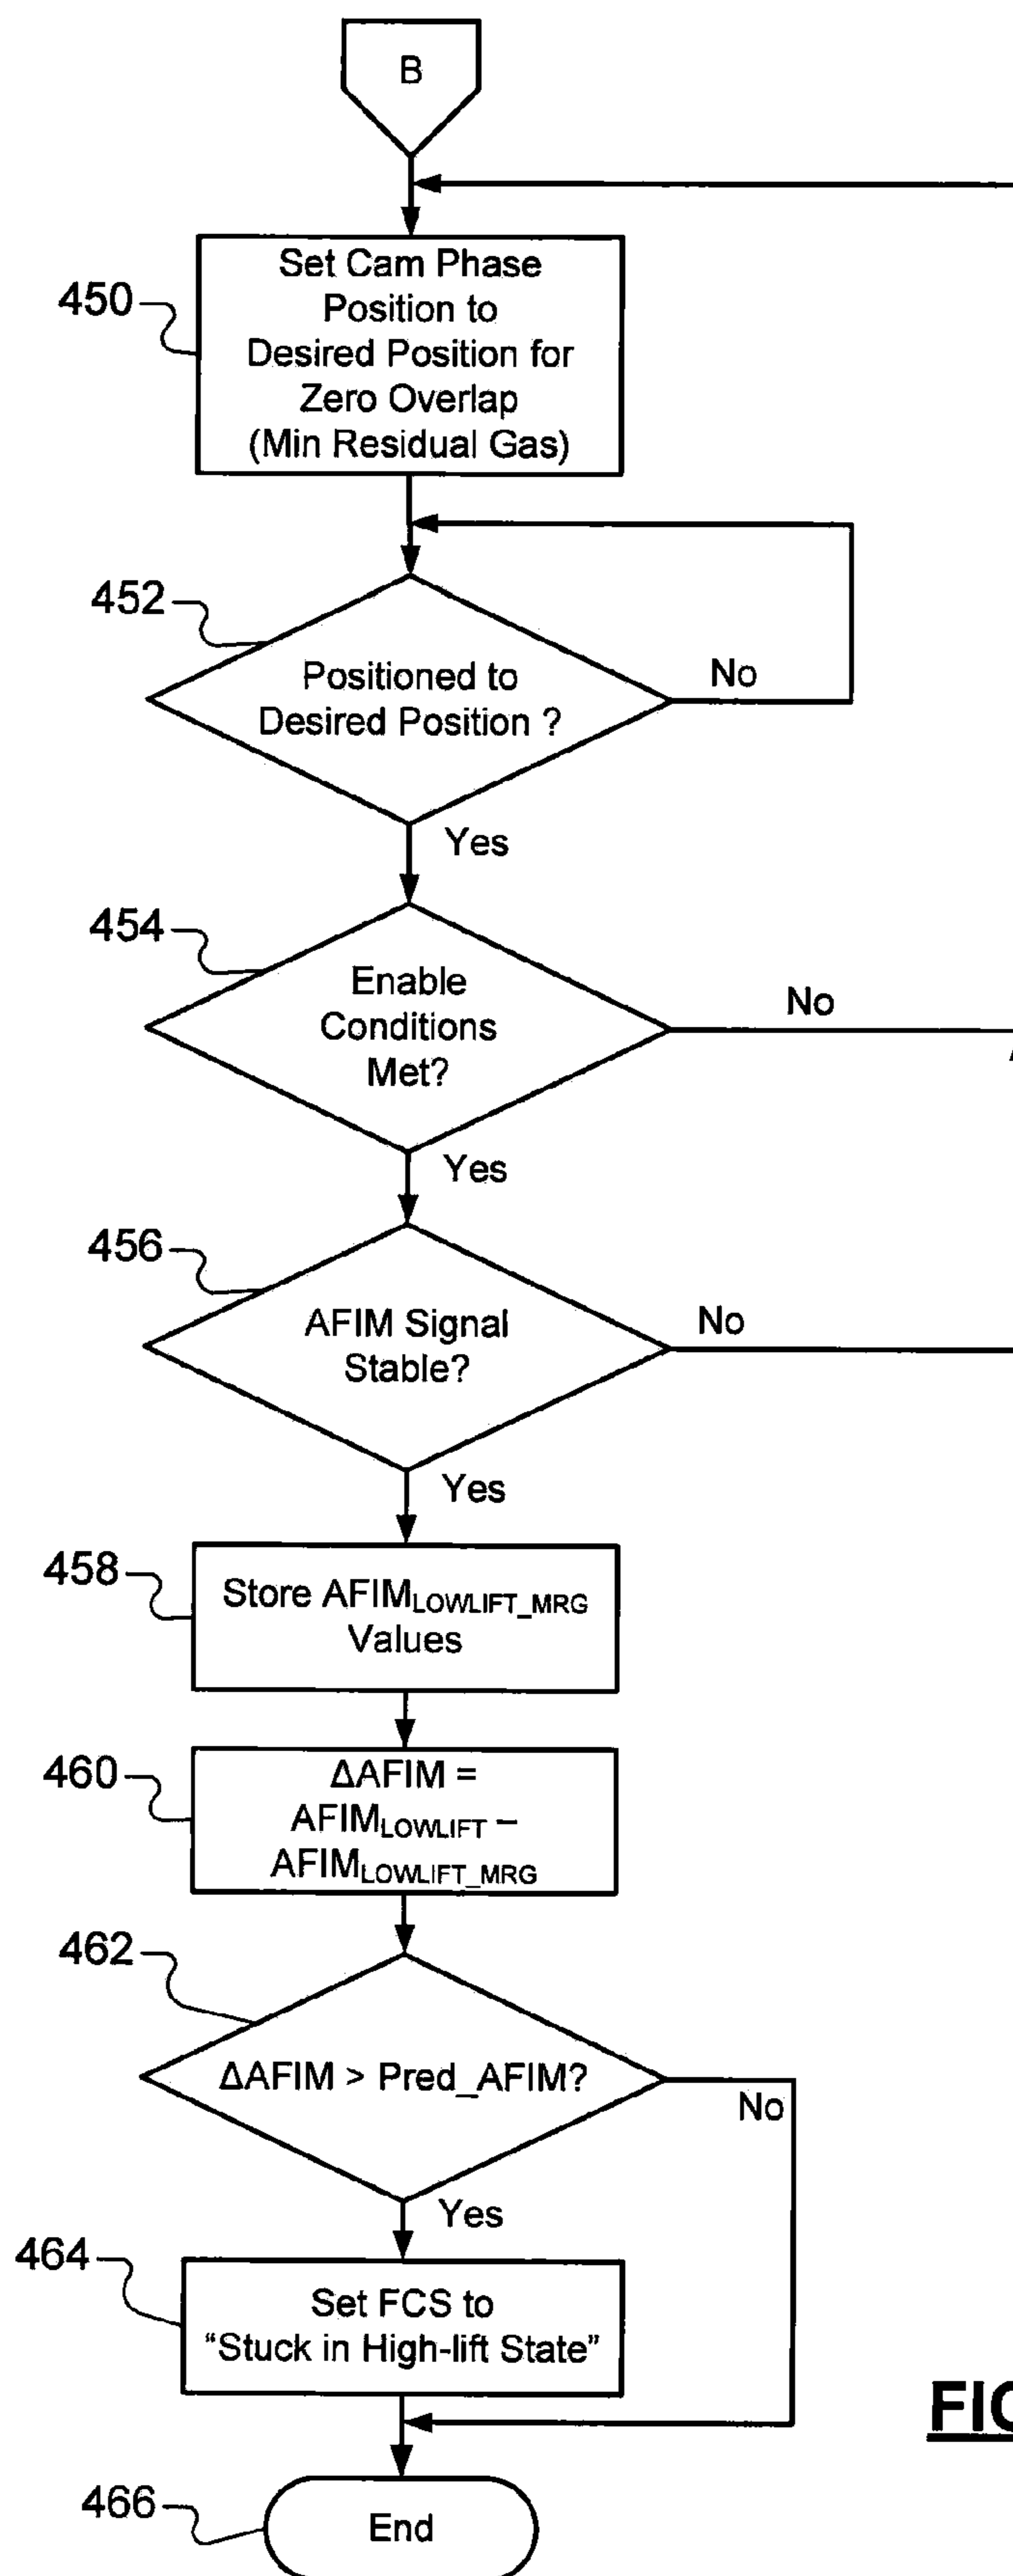 B
450
Set Cam Phase
Position to
Desired Position for
Zero Overlap
(Min Residual Gas)
452
Positioned to
Desired Position ?
No
Yes
454
Enable
Conditions
Met?
No
Yes
456
AFIM Signal
Stable?
No
Yes
458
Store AFIMLOWLIFT_MRG
Values
460
ΔAFIM =
AFIMLOWLIFT –
AFIMLOWLIFT_MRG
462
ΔAFIM > Pred_AFIM?
No
Yes
464
Set FCS to
“Stuck in High-lift State”
466
End